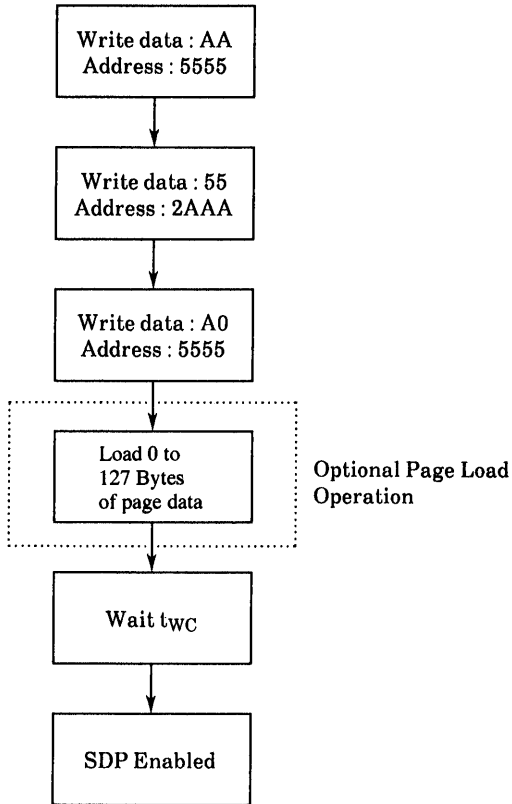 Write data : AA
Address : 5555
Write data : 55
Address : 2AAA
Write data : A0
Address : 5555
Load 0 to
127 Bytes
of page data
Optional Page Load
Operation
Wait tWC
SDP Enabled